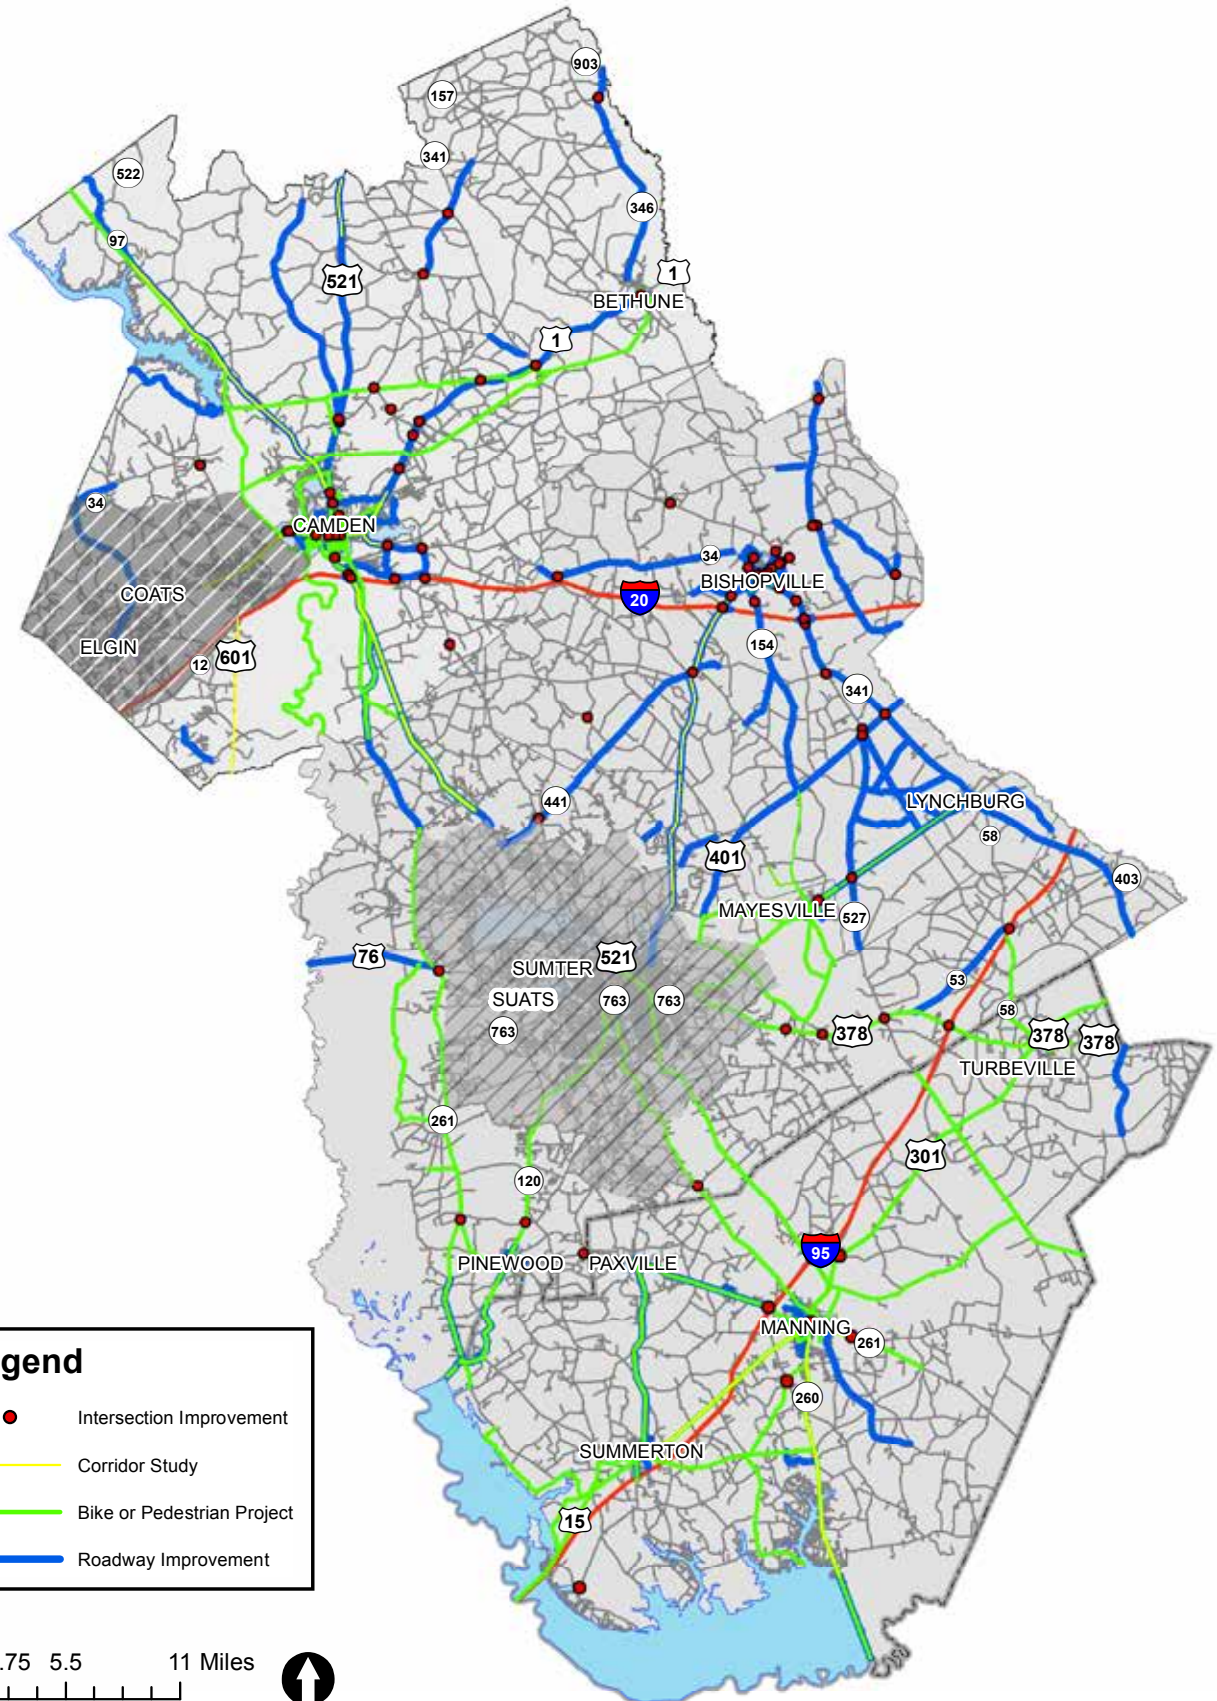 903
157
341
522
346
97
521
1
BETHUNE
1
34
CAMDEN
34
BISHOPVILLE
20
COATS
ELGIN
12
601
154
341
441
LYNCHBURG
58
401
403
MAYESVILLE
527
76
SUMTER
521
53
SUATS
763
763
58
763
378
378
378
TURBEVILLE
261
301
120
95
PINEWOOD
PAXVILLE
MANNING
261
260
SUMMERTON
15
gend
Intersection Improvement
Corridor Study
Bike or Pedestrian Project
Roadway Improvement
.75 5.5 11 Miles